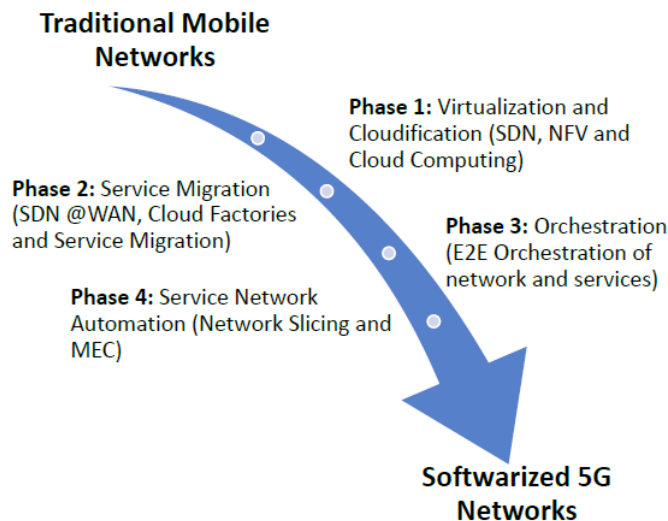 Traditional Mobile
Networks
Phase 1: Virtualization and
Cloudification (SDN, NFV and
Cloud Computing)
Phase 2: Service Migration
(SDN @WAN, Cloud Factories
and Service Migration)
Phase 3: Orchestration
(E2E Orchestration of
network and services)
Phase 4: Service Network
Automation (Network Slicing and
MEC)
Softwarized 5G
Networks